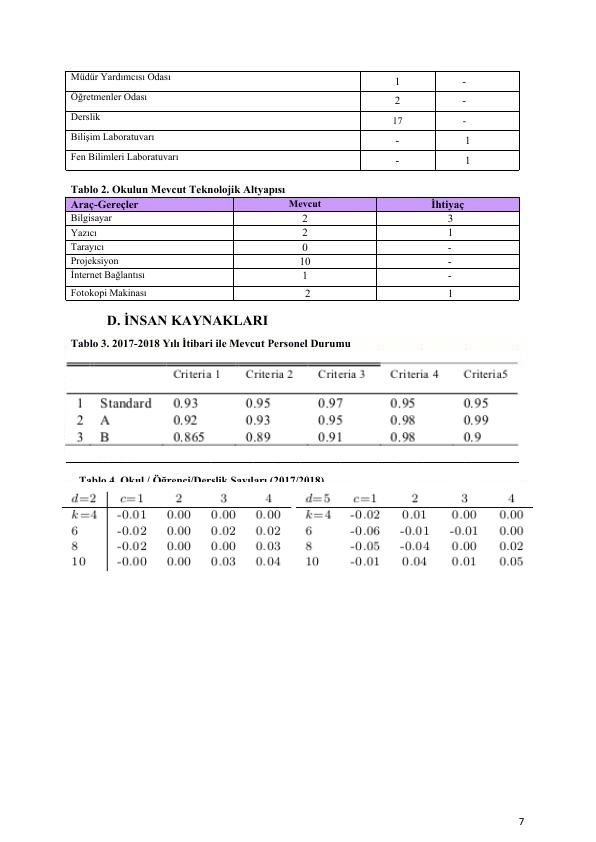 Müdür Yardımcısı Odası 1 -
Öğretmenler Odası 2 -
Derslik 17 -
Bilişim Laboratuvarı - 1
Fen Bilimleri Laboratuvarı - 1
Tablo 2. Okulun Mevcut Teknolojik Altyapısı
Araç-Gereçler Mevcut İhtiyaç
Bilgisayar 2 3
Yazıcı 2 1
Tarayıcı 0 -
Projeksiyon 10 -
İnternet Bağlantısı 1 -
Fotokopi Makinası 2 1
D. İNSAN KAYNAKLARI
Tablo 3. 2017-2018 Yılı İtibari ile Mevcut Personel Durumu
Criteria 1 Criteria 2 Criteria 3 Criteria 4 Criteria5
1 Standard 0.93 0.95 0.97 0.95 0.95
2 A 0.92 0.93 0.95 0.98 0.99
3 B 0.865 0.89 0.91 0.98 0.9
Tablo 4. Okul / Öğrenci/Derslik Sayıları (2017/2018)
d=2 c=1 2 3 4 d=5 c=1 2 3 4
k=4 -0.01 0.00 0.00 0.00 k=4 -0.02 0.01 0.00 0.00
6 -0.02 0.00 0.02 0.02 6 -0.06 -0.01 -0.01 0.00
8 -0.02 0.00 0.00 0.03 8 -0.05 -0.04 0.00 0.02
10 -0.00 0.00 0.03 0.04 10 -0.01 0.04 0.01 0.05
7